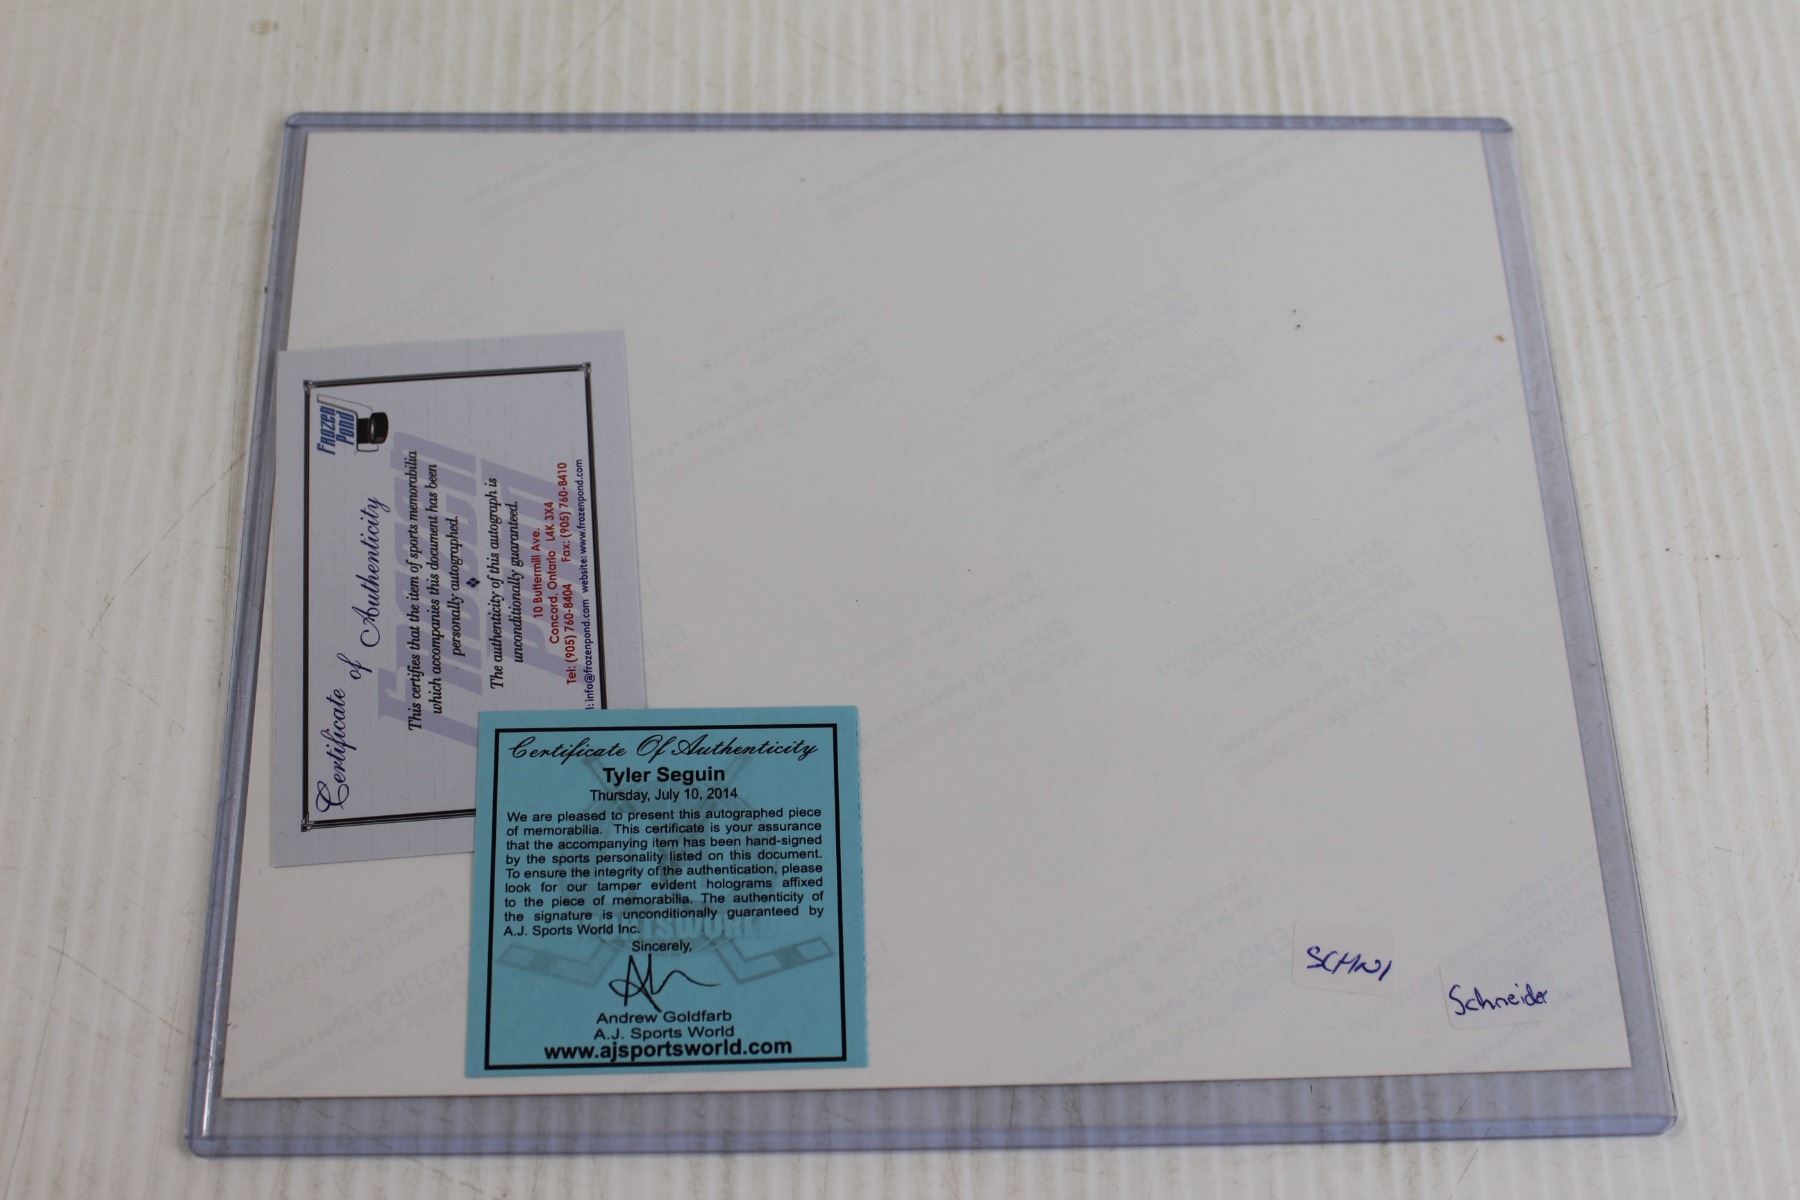 Frozen
Pond
Certificate
of
Authenticity
This certifies that the item of sports memorabilia
which accompanies this document has been
personally autographed.
The authenticity of this autograph is
unconditionally guaranteed.
10 Buttermill Ave.
Concord, Ontario L4K 3X4
Tel: (905) 760-8404 Fax: (905) 760-8410
l: info@frozenpond.com website: www.frozenpond.com
Certificate Of Authenticity
Tyler Seguin
Thursday, July 10, 2014
We are pleased to present this autographed piece
of memorabilia. This certificate is your assurance
that the accompanying item has been hand-signed
by the sports personality listed on this document.
To ensure the integrity of the authentication, please
look for our tamper evident holograms affixed
to the piece of memorabilia. The authenticity of
the signature is unconditionally guaranteed by
A.J. Sports World Inc.
Sincerely,
Andrew Goldfarb
A.J. Sports World
www.ajsportsworld.com
Schneider